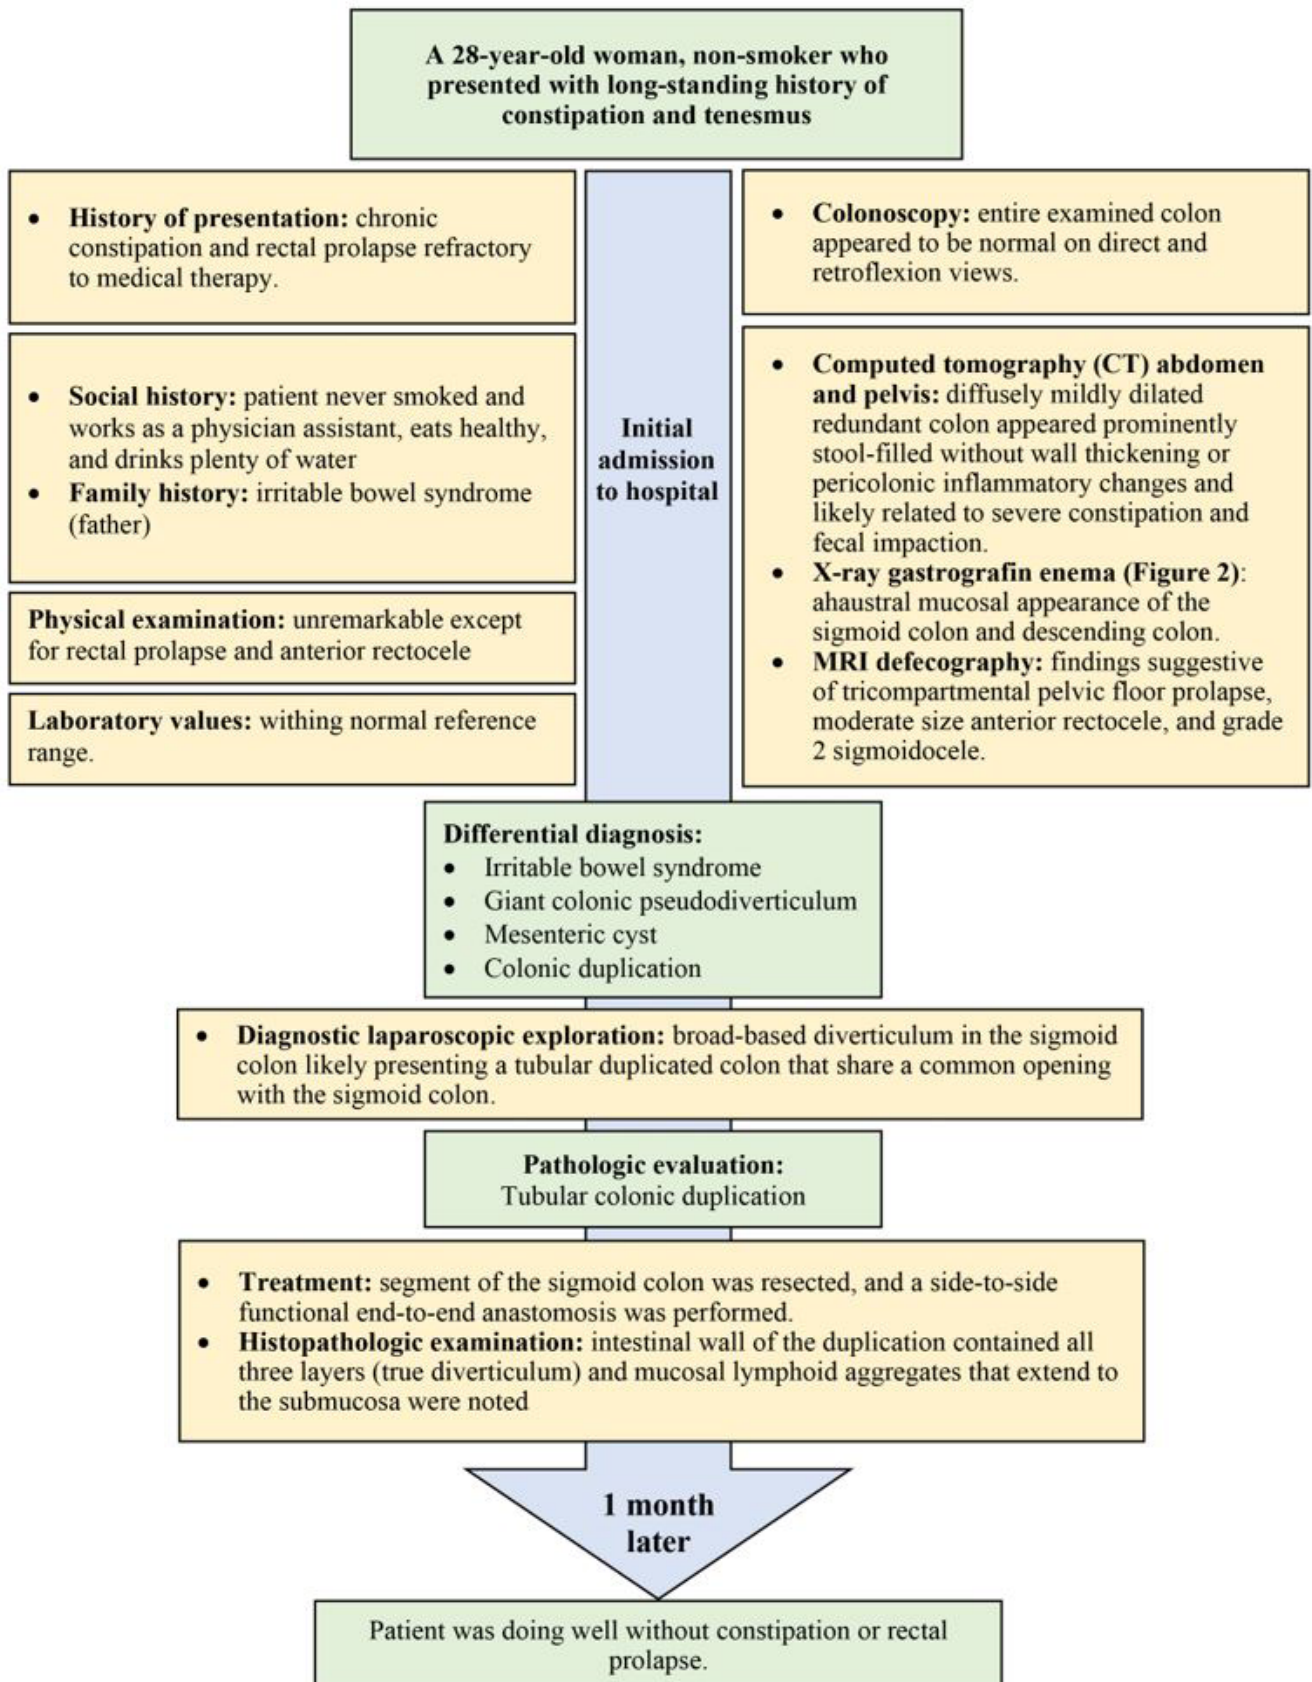 A 28-year-old woman, non-smoker who
presented with long-standing history of
constipation and tenesmus
• History of presentation: chronic
constipation and rectal prolapse refractory
to medical therapy.
• Social history: patient never smoked and
works as a physician assistant, eats healthy,
and drinks plenty of water
• Family history: irritable bowel syndrome
(father)
Physical examination: unremarkable except
for rectal prolapse and anterior rectocele
Laboratory values: withing normal reference
range.
Initial
admission
to hospital
• Colonoscopy: entire examined colon
appeared to be normal on direct and
retroflexion views.
• Computed tomography (CT) abdomen
and pelvis: diffusely mildly dilated
redundant colon appeared prominently
stool-filled without wall thickening or
pericolonic inflammatory changes and
likely related to severe constipation and
fecal impaction.
• X-ray gastrografin enema (Figure 2):
ahaustral mucosal appearance of the
sigmoid colon and descending colon.
• MRI defecography: findings suggestive
of tricompartmental pelvic floor prolapse,
moderate size anterior rectocele, and grade
2 sigmoidocele.
Differential diagnosis:
• Irritable bowel syndrome
• Giant colonic pseudodiverticulum
• Mesenteric cyst
• Colonic duplication
• Diagnostic laparoscopic exploration: broad-based diverticulum in the sigmoid
colon likely presenting a tubular duplicated colon that share a common opening
with the sigmoid colon.
Pathologic evaluation:
Tubular colonic duplication
• Treatment: segment of the sigmoid colon was resected, and a side-to-side
functional end-to-end anastomosis was performed.
• Histopathologic examination: intestinal wall of the duplication contained all
three layers (true diverticulum) and mucosal lymphoid aggregates that extend to
the submucosa were noted
1 month
later
Patient was doing well without constipation or rectal
prolapse.